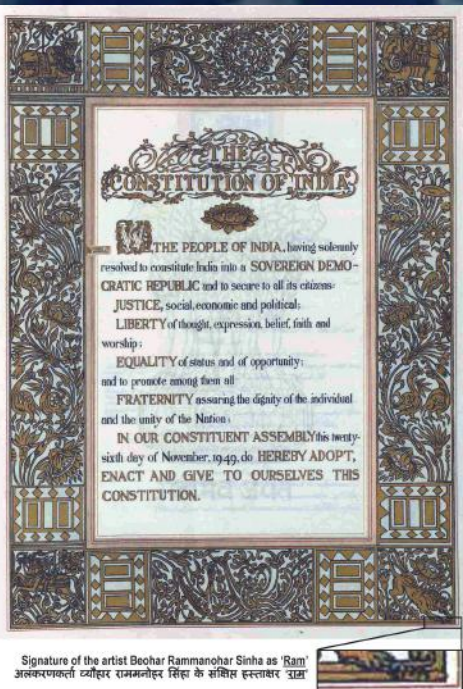 THE
CONSTITUTION OF INDIA
WE, THE PEOPLE OF INDIA, having solemnly
resolved to constitute India into a SOVEREIGN DEMO-
CRATIC REPUBLIC and to secure to all its citizens:
JUSTICE, social, economic and political;
LIBERTY of thought, expression, belief, faith and
worship;
EQUALITY of status and of opportunity;
and to promote among them all
FRATERNITY assuring the dignity of the individual
and the unity of the Nation;
IN OUR CONSTITUENT ASSEMBLY this twenty-
sixth day of November, 1949, do HEREBY ADOPT,
ENACT AND GIVE TO OURSELVES THIS
CONSTITUTION.
Signature of the artist Beohar Rammanohar Sinha as 'Ram'
अलंकरणकर्ता ब्यौहार राममनोहर सिंहा के संक्षिप्त हस्ताक्षर 'राम'